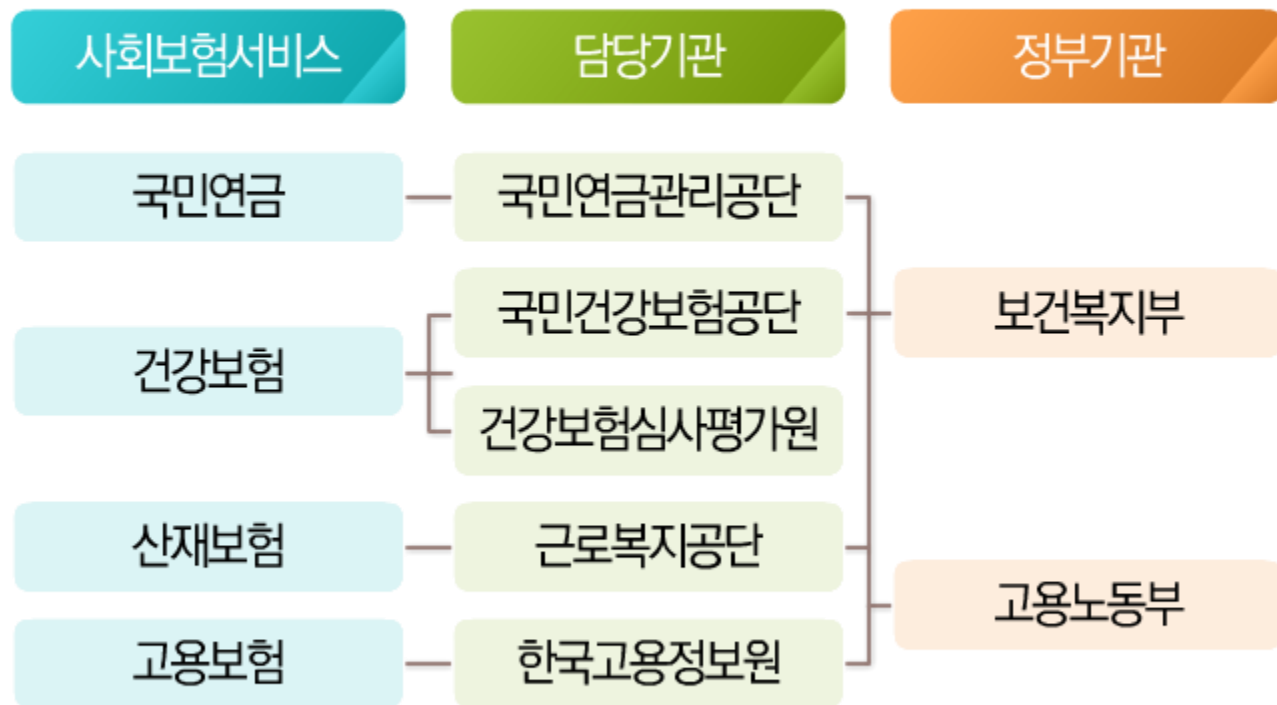 사회보험서비스
담당기관
정부기관
국민연금
국민연금관리공단
국민건강보험공단
보건복지부
건강보험
건강보험심사평가원
산재보험
근로복지공단
고용노동부
고용보험
한국고용정보원